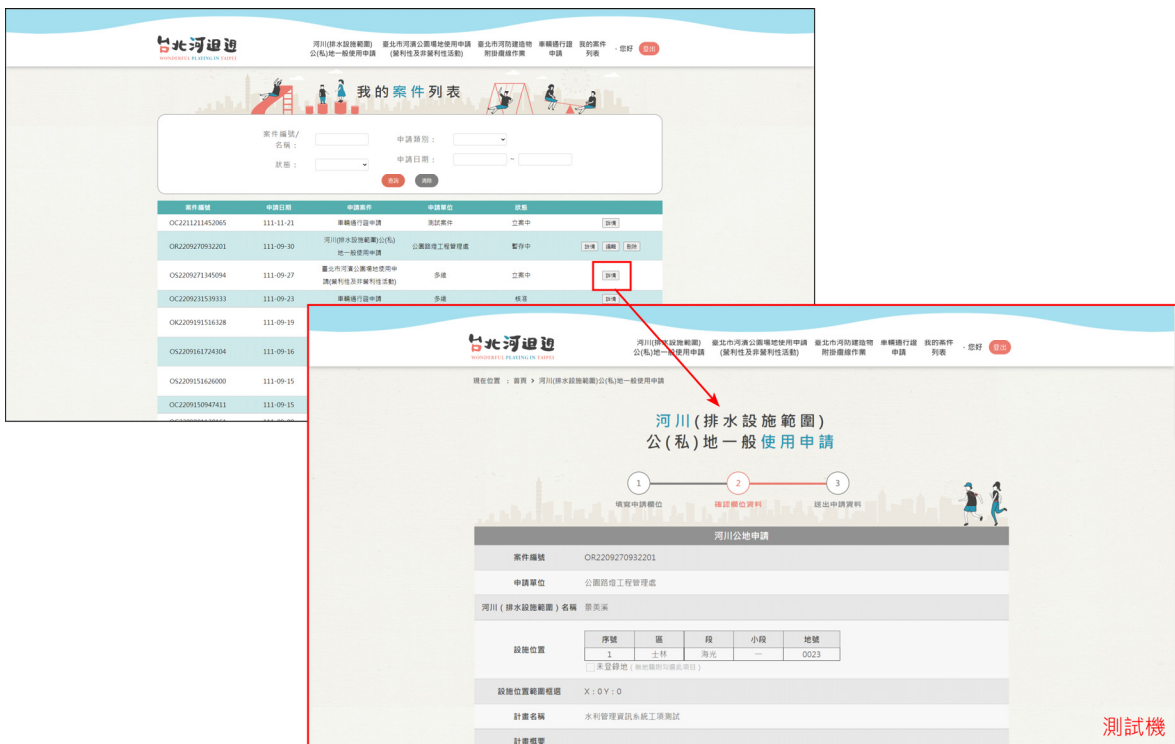 台北河迴迴
WONDERFUL PLAYING IN TAIPEI
河川(排水設施範圍)
公(私)地一般使用申請
臺北市河濱公園場地使用申請
(營利性及非營利性活動)
臺北市河防建造物
附掛纜線作業
車輛通行證
申請
我的案件
列表
, 您好
登出
我的案件列表
案件編號/
名稱：
申請類別：
狀態：
申請日期：
~
查詢
清除
案件編號 申請日期 申請案件 申請單位 狀態
OC2211211452065 111-11-21 車輛通行證申請 測試案件 立案中 詳情
OR2209270932201 111-09-30 河川(排水設施範圍)公(私)
地一般使用申請 公園路燈工程管理處 暫存中 詳情 編輯 刪除
OS2209271345094 111-09-27 臺北市河濱公園場地使用申
請(營利性及非營利性活動) 多維 立案中 詳情
OC2209231539333 111-09-23 車輛通行證申請 多維 核准 詳情
OK2209191516328 111-09-19
OS2209161724304 111-09-16
OS2209151626000 111-09-15
OC2209150947411 111-09-15
台北河迴迴
WONDERFUL PLAYING IN TAIPEI
河川(排水設施範圍)
公(私)地一般使用申請
臺北市河濱公園場地使用申請
(營利性及非營利性活動)
臺北市河防建造物
附掛纜線作業
車輛通行證
申請
我的案件
列表
, 您好
登出
現在位置 ：首頁 > 河川(排水設施範圍)公(私)地一般使用申請
河川(排水設施範圍)
公(私)地一般使用申請
1 2 3
填寫申請欄位 確認欄位資料 送出申請資料
河川公地申請
案件編號 OR2209270932201
申請單位 公園路燈工程管理處
河川(排水設施範圍)名稱 景美溪
設施位置
序號 區 段 小段 地號
1 士林 海光 一 0023
未登錄地(無地籍則勾選此項目)
設施位置範圍框選 X：0 Y：0
計畫名稱 水利管理資訊系統工項測試
計畫概要
測試機